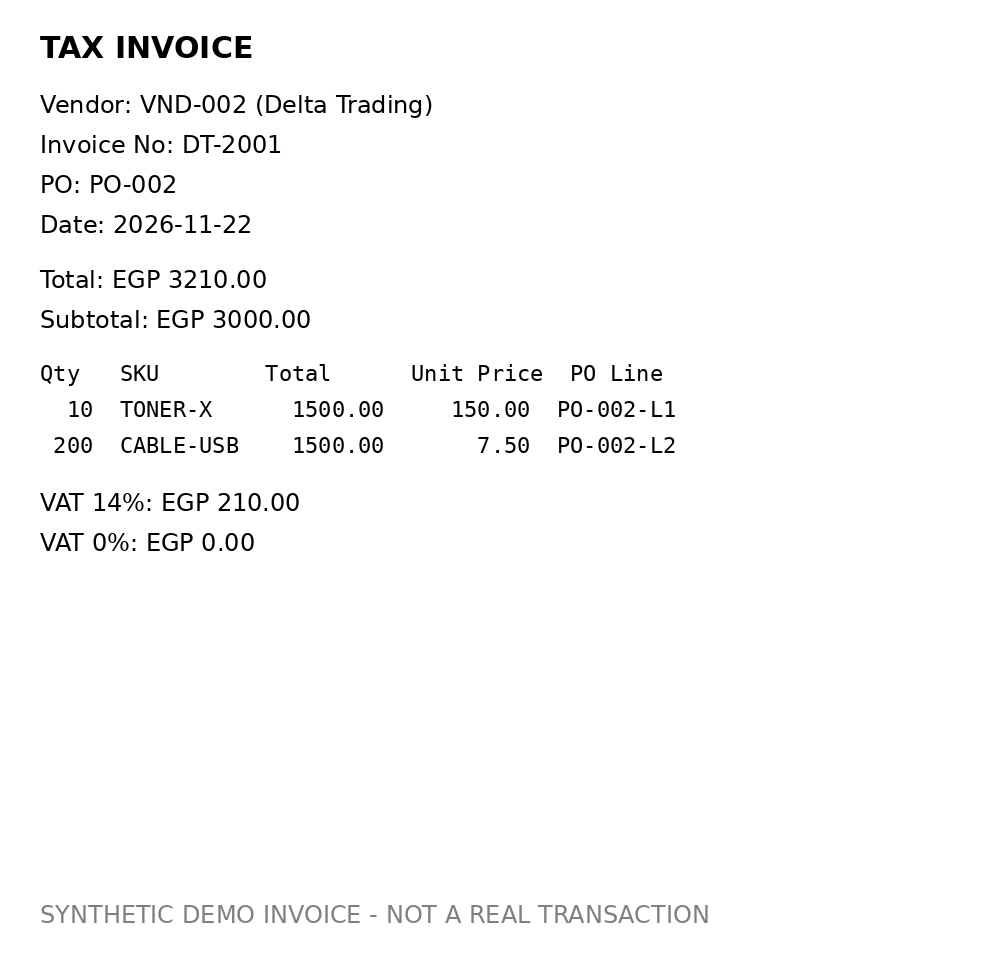 TAX INVOICE
Vendor: VND-002 (Delta Trading)
Invoice No: DT-2001
PO: PO-002
Date: 2026-11-22
Total: EGP 3210.00
Subtotal: EGP 3000.00
Qty SKU Total Unit Price PO Line
10 TONER-X 1500.00 150.00 PO-002-L1
200 CABLE-USB 1500.00 7.50 PO-002-L2
VAT 14%: EGP 210.00
VAT 0%: EGP 0.00
SYNTHETIC DEMO INVOICE - NOT A REAL TRANSACTION